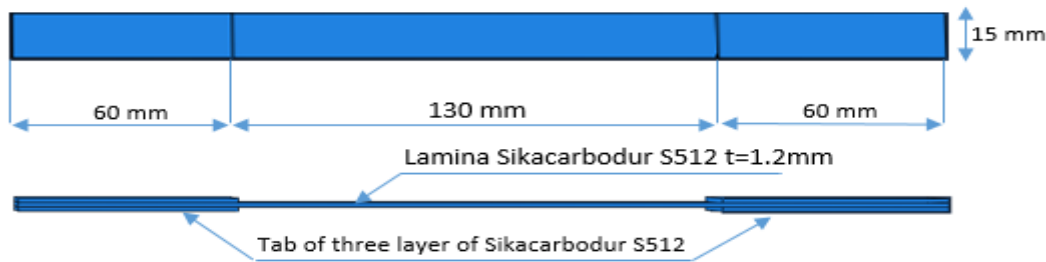 15 mm
60 mm
130 mm
60 mm
Lamina Sikacarbodur S512 t=1.2mm
Tab of three layer of Sikacarbodur S512